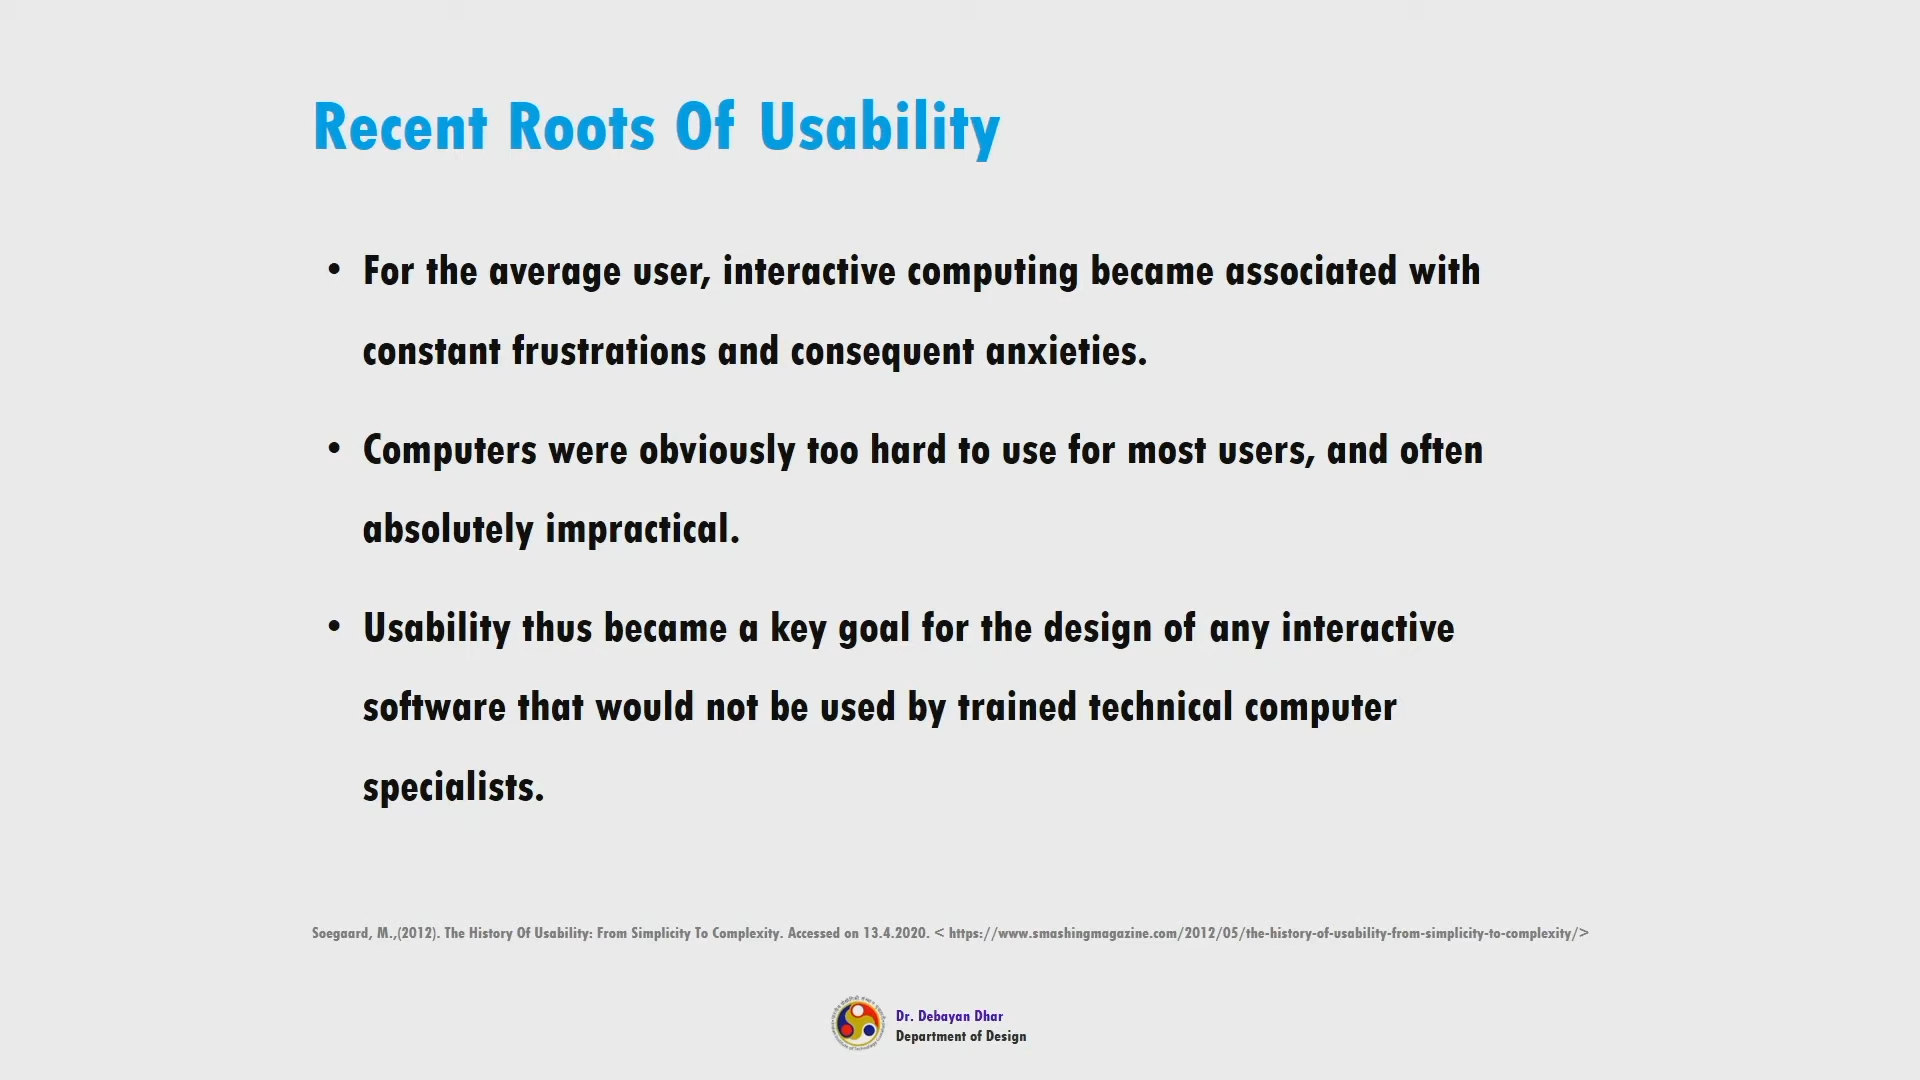 Recent Roots Of Usability
• For the average user, interactive computing became associated with
constant frustrations and consequent anxieties.
• Computers were obviously too hard to use for most users, and often
absolutely impractical.
• Usability thus became a key goal for the design of any interactive
software that would not be used by trained technical computer
specialists.
Soegaard, M.,(2012). The History Of Usability: From Simplicity To Complexity. Accessed on 13.4.2020. < https://www.smashingmagazine.com/2012/05/the-history-of-usability-from-simplicity-to-complexity/>
Dr. Debayan Dhar
Department of Design